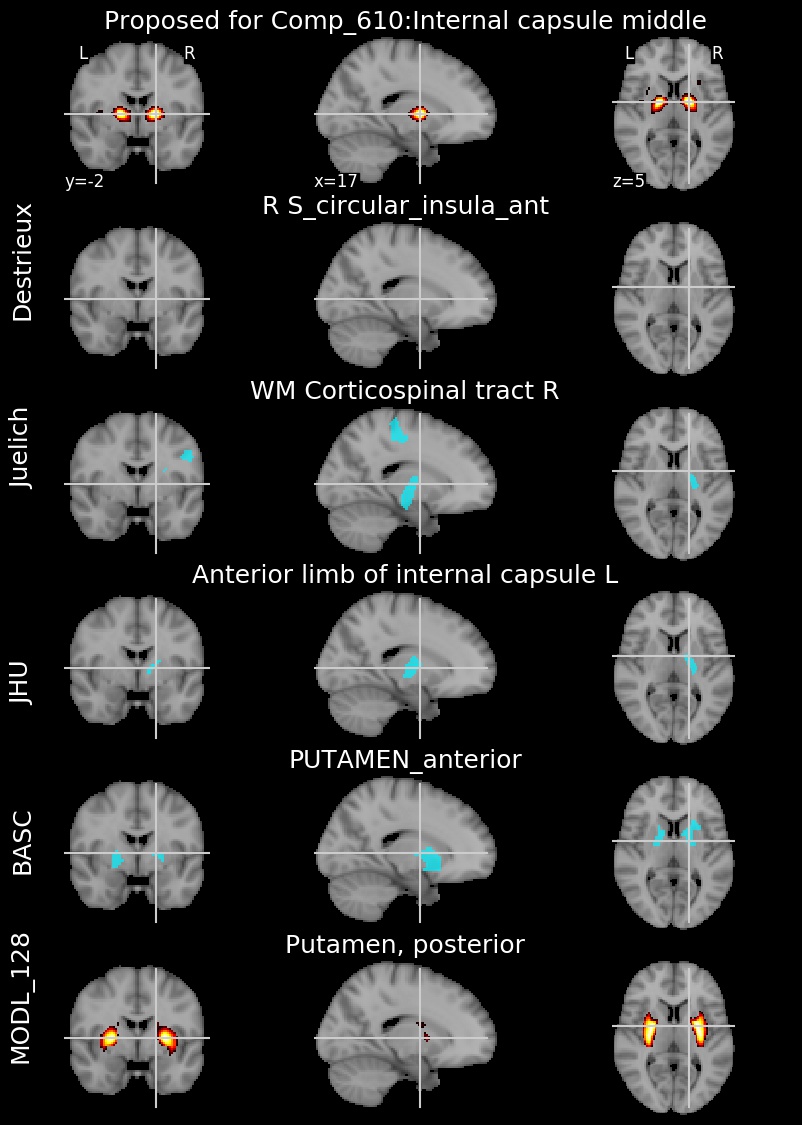 Proposed for Comp_610:Internal capsule middle
L R
L R
y=-2
x=17
z=5
Destrieux
R S_circular_insula_ant
Juelich
WM Corticospinal tract R
JHU
Anterior limb of internal capsule L
BASC
PUTAMEN_anterior
MODL_128
Putamen, posterior